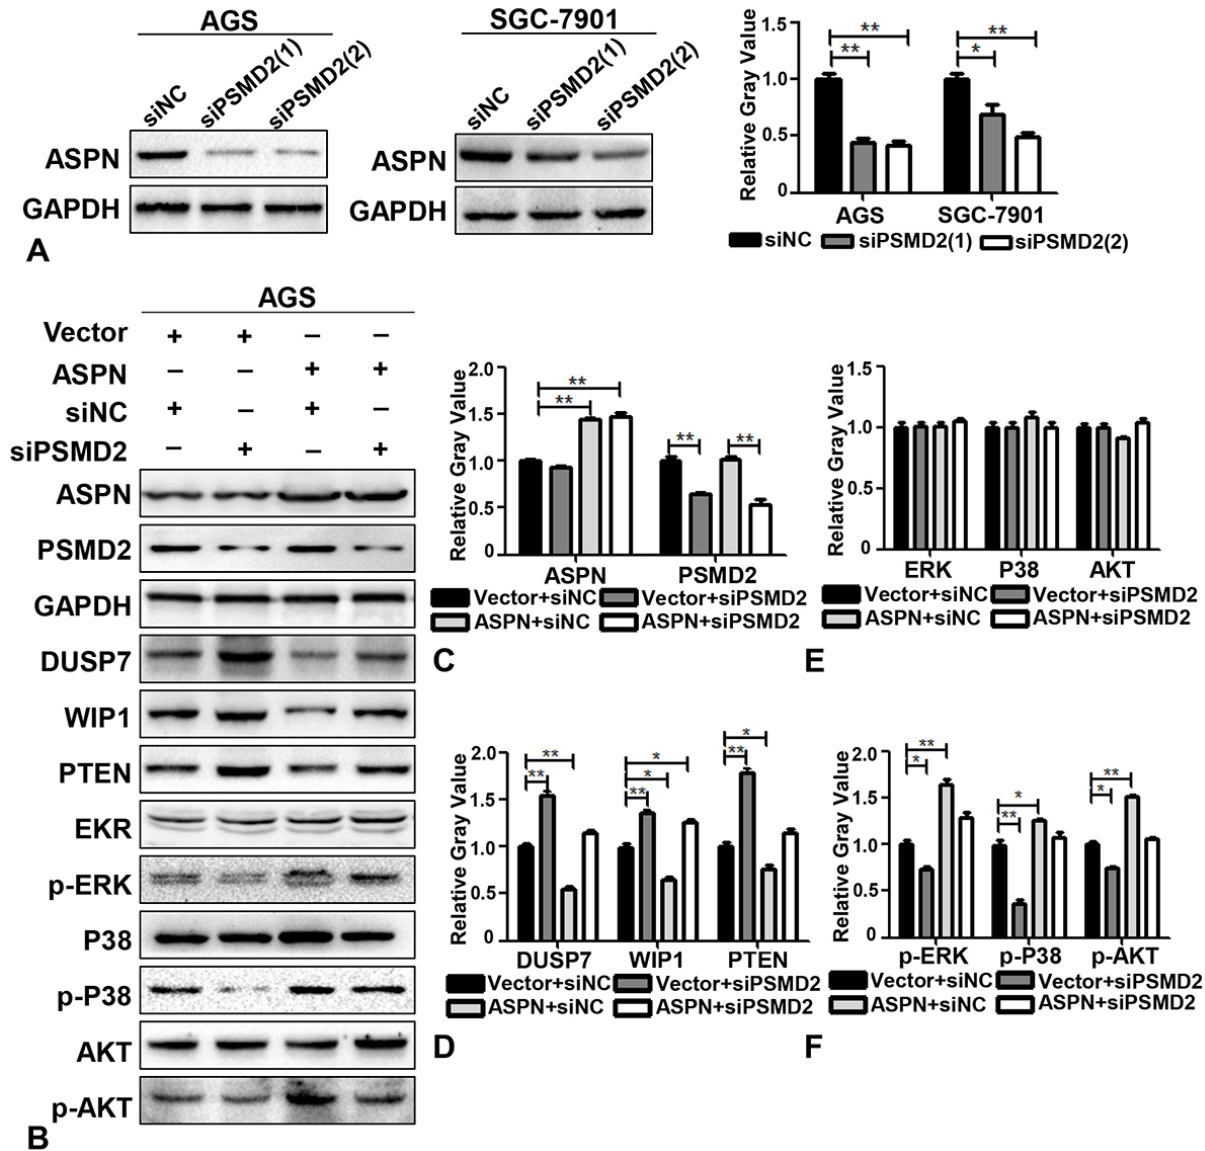 AGS
siNC siPSMD2(1) siPSMD2(2)
ASPN
GAPDH
SGC-7901
siNC siPSMD2(1) siPSMD2(2)
ASPN
GAPDH
Relative Gray Value
1.5
1.0
0.5
0
** ** * **
AGS SGC-7901
siNC siPSMD2(1) siPSMD2(2)
A
AGS
Vector + + – –
ASPN – – + +
siNC + – + –
siPSMD2 – + – +
ASPN
PSMD2
GAPDH
DUSP7
WIP1
PTEN
EKR
p-ERK
P38
p-P38
AKT
p-AKT
B
Relative Gray Value
2.0
1.5
1.0
0.5
0
** ** ** **
ASPN PSMD2
Vector+siNC Vector+siPSMD2
ASPN+siNC ASPN+siPSMD2
C
Relative Gray Value
1.5
1.0
0.5
0
ERK P38 AKT
Vector+siNC Vector+siPSMD2
ASPN+siNC ASPN+siPSMD2
E
Relative Gray Value
2.0
1.5
1.0
0.5
0
** ** ** * * ** *
DUSP7 WIP1 PTEN
Vector+siNC Vector+siPSMD2
ASPN+siNC ASPN+siPSMD2
D
Relative Gray Value
2.0
1.5
1.0
0.5
0
* ** ** * * **
p-ERK p-P38 p-AKT
Vector+siNC Vector+siPSMD2
ASPN+siNC ASPN+siPSMD2
F